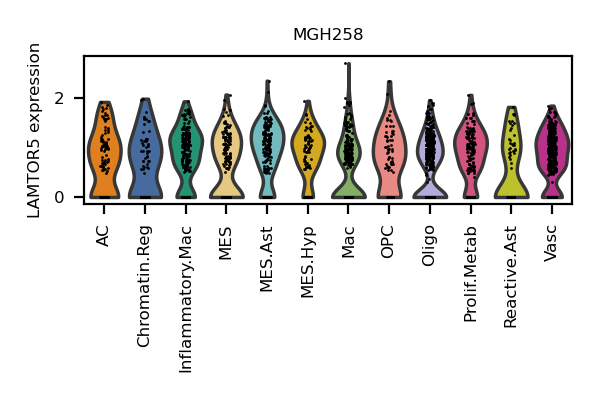 MGH258
LAMTOR5 expression
2
0
AC
Chromatin.Reg
Inflammatory.Mac
MES
MES.Ast
MES.Hyp
Mac
OPC
Oligo
Prolif.Metab
Reactive.Ast
Vasc